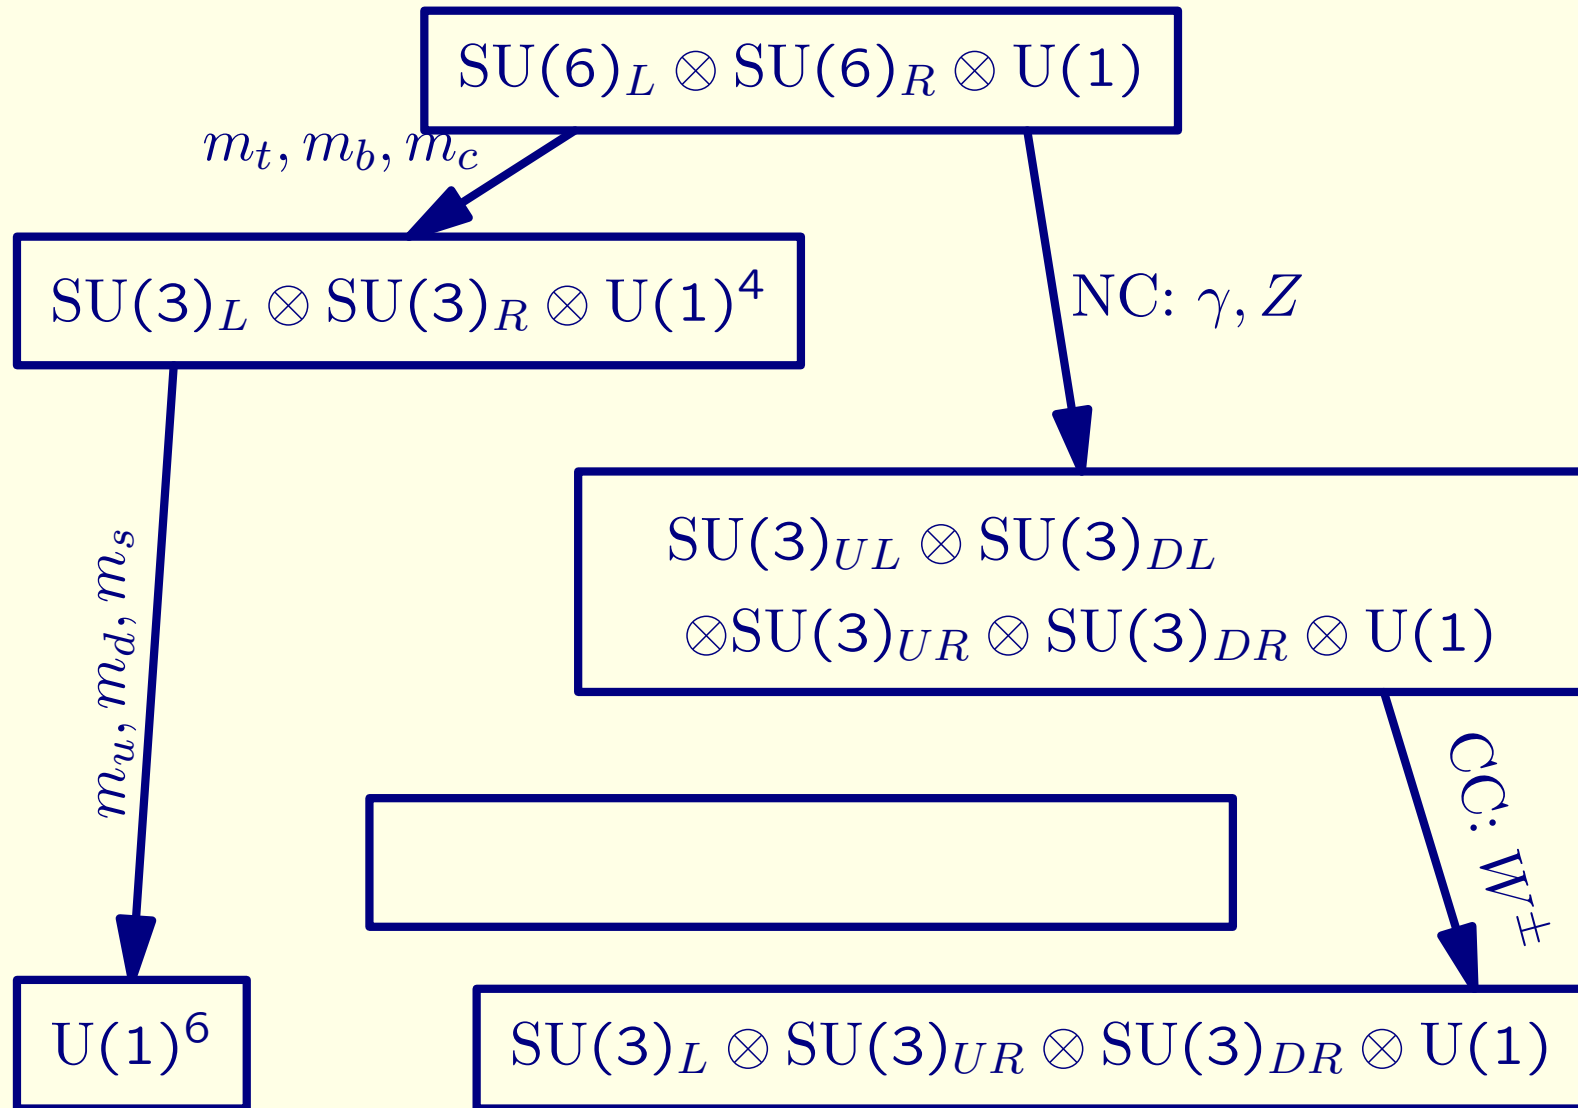 SU(6)_L ⊗ SU(6)_R ⊗ U(1)
m_t, m_b, m_c
SU(3)_L ⊗ SU(3)_R ⊗ U(1)^4
NC: γ, Z
SU(3)_{UL} ⊗ SU(3)_{DL}
⊗SU(3)_{UR} ⊗ SU(3)_{DR} ⊗ U(1)
m_u, m_d, m_s
CC: W^±
U(1)^6
SU(3)_L ⊗ SU(3)_{UR} ⊗ SU(3)_{DR} ⊗ U(1)